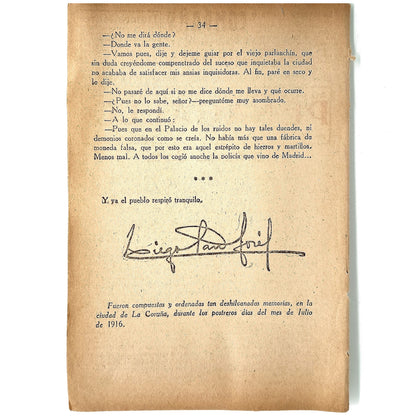 — 34 —
—¿No me dirá dónde?
—Donde va la gente.
—Vamos pues, dije y dejeme guiar por el viejo parlanchín, que
sin duda creyéndome compenetrado del suceso que inquietaba la ciudad
no acababa de satisfacer mis ansias inquisidoras. Al fin, paré en seco y
le dije.
—No pasaré de aquí si no me dice dónde me lleva y qué ocurre.
—¿Pues no lo sabe, señor?—preguntóme muy asombrado.
—No, le respondí.
—A lo que continuó:
—Pues que en el Palacio de los ruidos no hay tales duendes, ni
demonios coronados como se creía. No había más que una fábrica de
moneda falsa, que por esto era aquel estrépito de hierros y martillos.
Menos mal. A todos los cogió anoche la policía que vino de Madrid...
* * *
Y ya el pueblo respiró tranquilo.
Diego San José
Fueron compuestas y ordenadas tan deshilvanadas memorias, en la
ciudad de La Coruña, durante los postreros días del mes de Julio
de 1916.